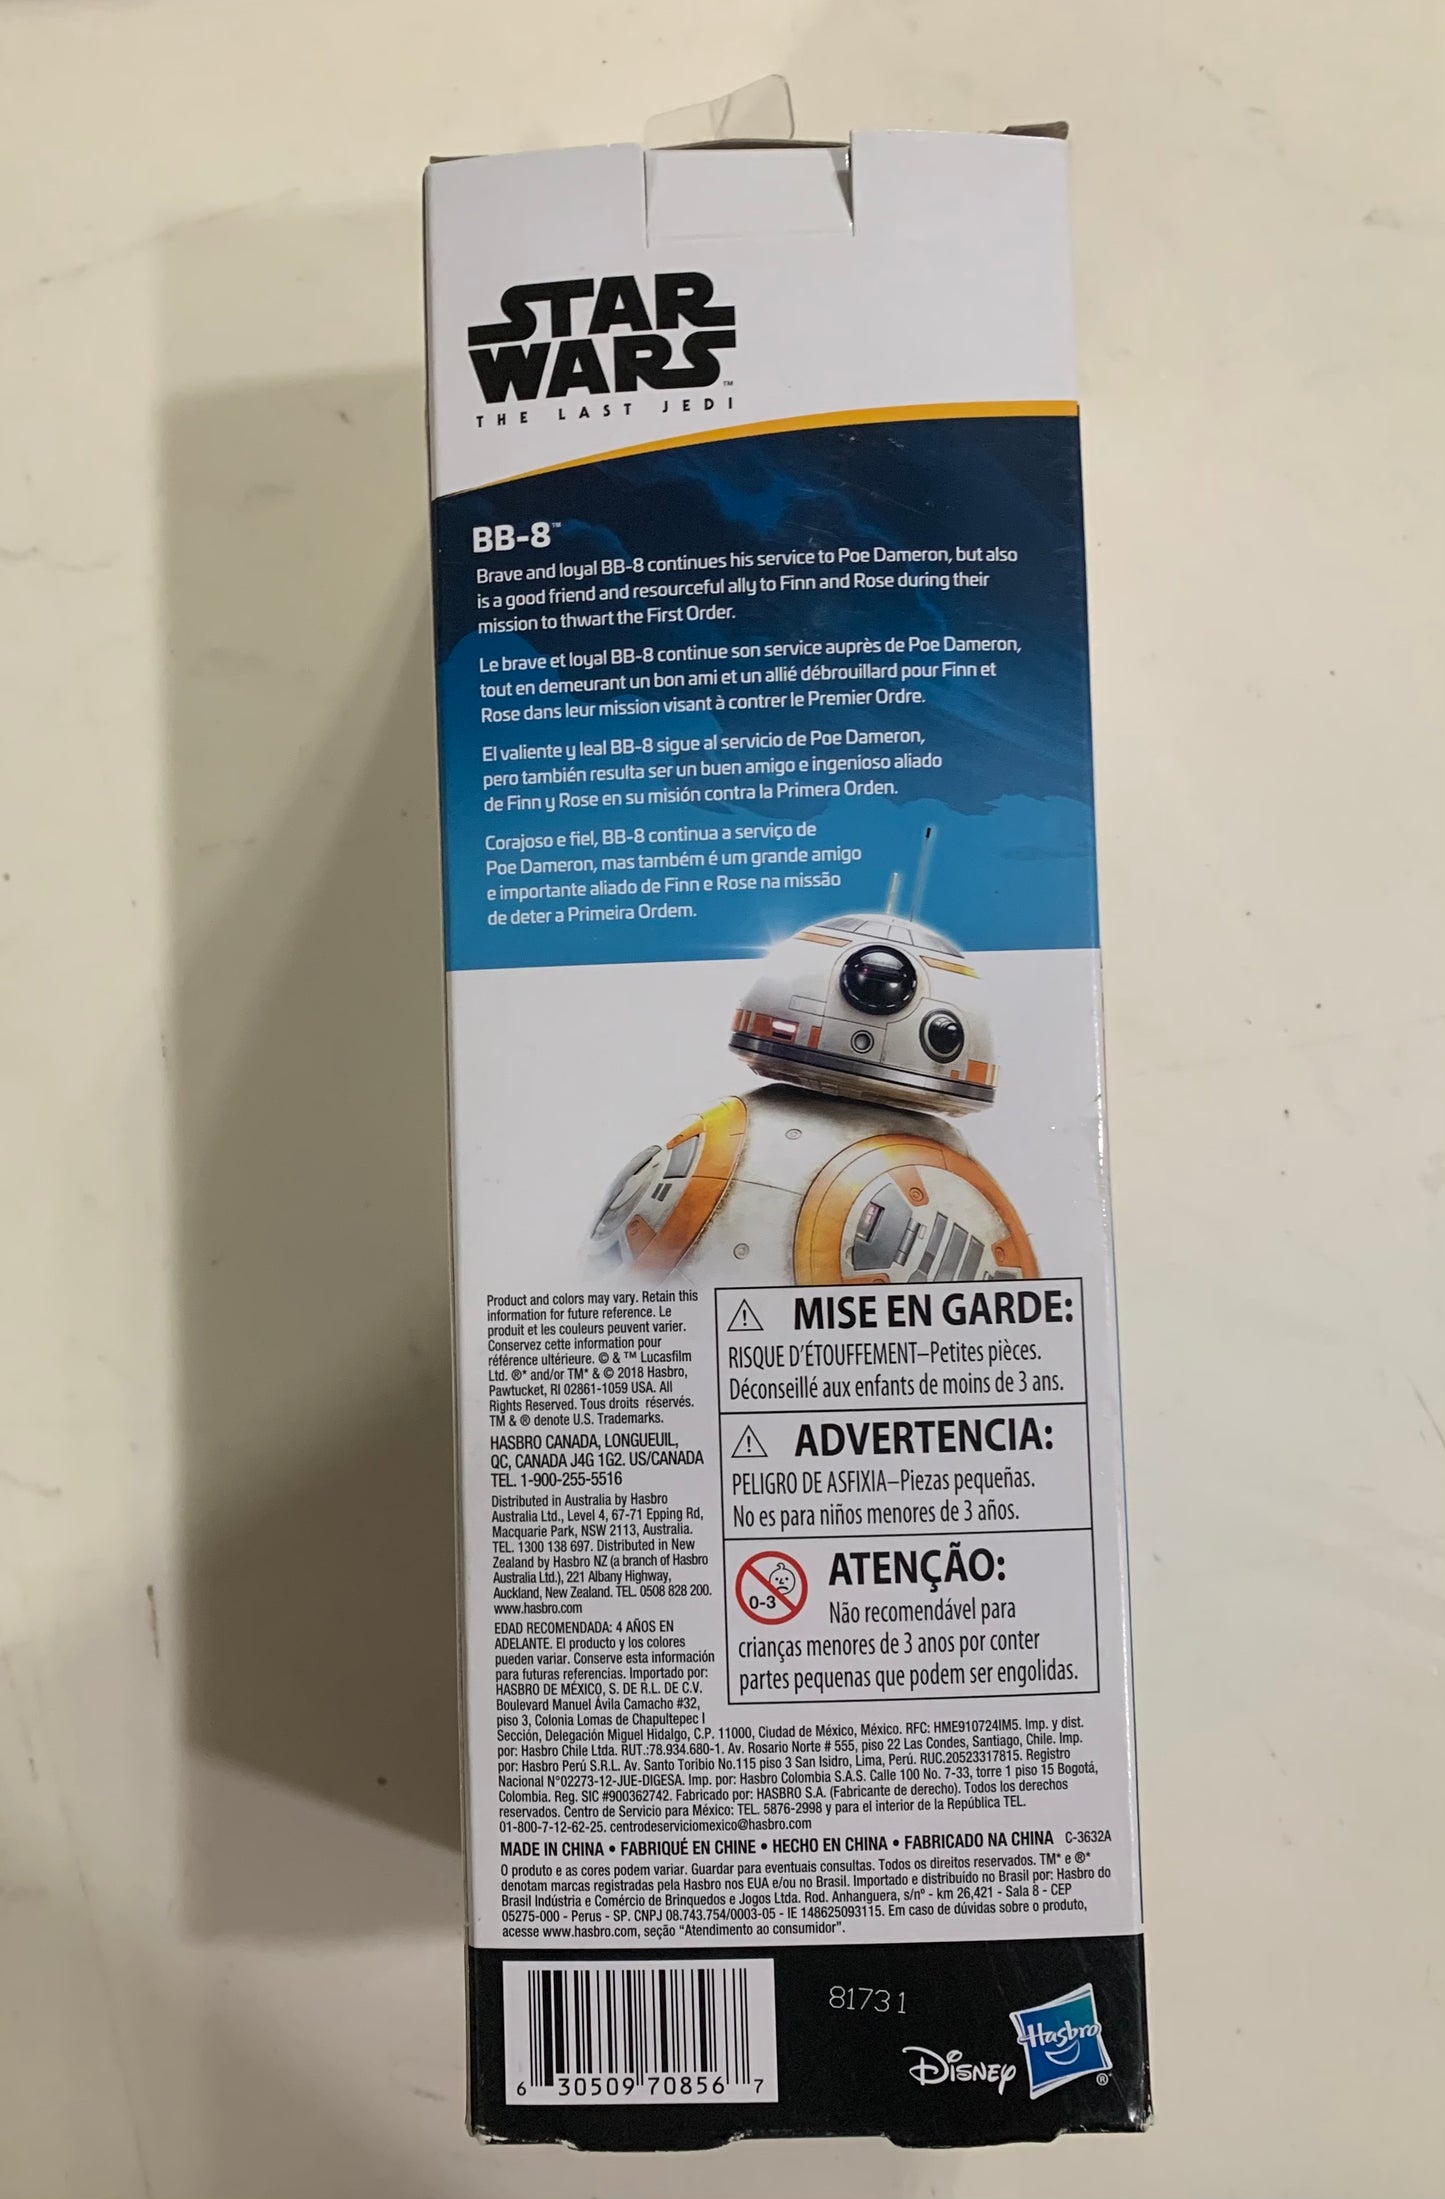 STAR
WARS™
THE LAST JEDI
BB-8™
Brave and loyal BB-8 continues his service to Poe Dameron, but also
is a good friend and resourceful ally to Finn and Rose during their
mission to thwart the First Order.
Le brave et loyal BB-8 continue son service auprès de Poe Dameron,
tout en demeurant un bon ami et un allié débrouillard pour Finn et
Rose dans leur mission visant à contrer le Premier Ordre.
El valiente y leal BB-8 sigue al servicio de Poe Dameron,
pero también resulta ser un buen amigo e ingenioso aliado
de Finn y Rose en su misión contra la Primera Orden.
Corajoso e fiel, BB-8 continua a serviço de
Poe Dameron, mas também é um grande amigo
e importante aliado de Finn e Rose na missão
de deter a Primeira Ordem.
Product and colors may vary. Retain this
information for future reference. Le
produit et les couleurs peuvent varier.
Conservez cette information pour
référence ultérieure. © & ™ Lucasfilm
Ltd. ®* and/or TM* & © 2018 Hasbro,
Pawtucket, RI 02861-1059 USA. All
Rights Reserved. Tous droits réservés.
TM & ® denote U.S. Trademarks.
HASBRO CANADA, LONGUEUIL,
QC, CANADA J4G 1G2. US/CANADA
TEL. 1-900-255-5516
Distributed in Australia by Hasbro
Australia Ltd., Level 4, 67-71 Epping Rd,
Macquarie Park, NSW 2113, Australia.
TEL. 1300 138 697. Distributed in New
Zealand by Hasbro NZ (a branch of Hasbro
Australia Ltd.), 221 Albany Highway,
Auckland, New Zealand. TEL. 0508 828 200.
www.hasbro.com
EDAD RECOMENDADA: 4 AÑOS EN
ADELANTE. El producto y los colores
pueden variar. Conserve esta información
para futuras referencias. Importado por:
HASBRO DE MÉXICO, S. DE R.L. DE C.V.
Boulevard Manuel Ávila Camacho #32,
piso 3, Colonia Lomas de Chapultepec I
Sección, Delegación Miguel Hidalgo, C.P. 11000, Ciudad de México, México. RFC: HME910724IM5. Imp. y dist.
por: Hasbro Chile Ltda. RUT.:78.934.680-1. Av. Rosario Norte # 555, piso 22 Las Condes, Santiago, Chile. Imp.
por: Hasbro Perú S.R.L. Av. Santo Toribio No.115 piso 3 San Isidro, Lima, Perú. RUC.20523317815. Registro
Nacional N°02273-12-JUE-DIGESA. Imp. por: Hasbro Colombia S.A.S. Calle 100 No. 7-33, torre 1 piso 15 Bogotá,
Colombia. Reg. SIC #900362742. Fabricado por: HASBRO S.A. (Fabricante de derecho). Todos los derechos
reservados. Centro de Servicio para México: TEL. 5876-2998 y para el interior de la República TEL.
01-800-7-12-62-25. centrodeserviciomexico@hasbro.com
MISE EN GARDE:
RISQUE D'ÉTOUFFEMENT–Petites pièces.
Déconseillé aux enfants de moins de 3 ans.
ADVERTENCIA:
PELIGRO DE ASFIXIA–Piezas pequeñas.
No es para niños menores de 3 años.
0-3
ATENÇÃO:
Não recomendável para
crianças menores de 3 anos por conter
partes pequenas que podem ser engolidas.
MADE IN CHINA • FABRIQUÉ EN CHINE • HECHO EN CHINA • FABRICADO NA CHINA C-3632A
O produto e as cores podem variar. Guardar para eventuais consultas. Todos os direitos reservados. TM* e ®*
denotam marcas registradas pela Hasbro nos EUA e/ou no Brasil. Importado e distribuído no Brasil por: Hasbro do
Brasil Indústria e Comércio de Brinquedos e Jogos Ltda. Rod. Anhanguera, s/nº - km 26,421 - Sala 8 - CEP
05275-000 - Perus - SP. CNPJ 08.743.754/0003-05 - IE 148625093115. Em caso de dúvidas sobre o produto,
acesse www.hasbro.com, seção "Atendimento ao consumidor".
6 30509 70856 7
81731
Disney
Hasbro
®